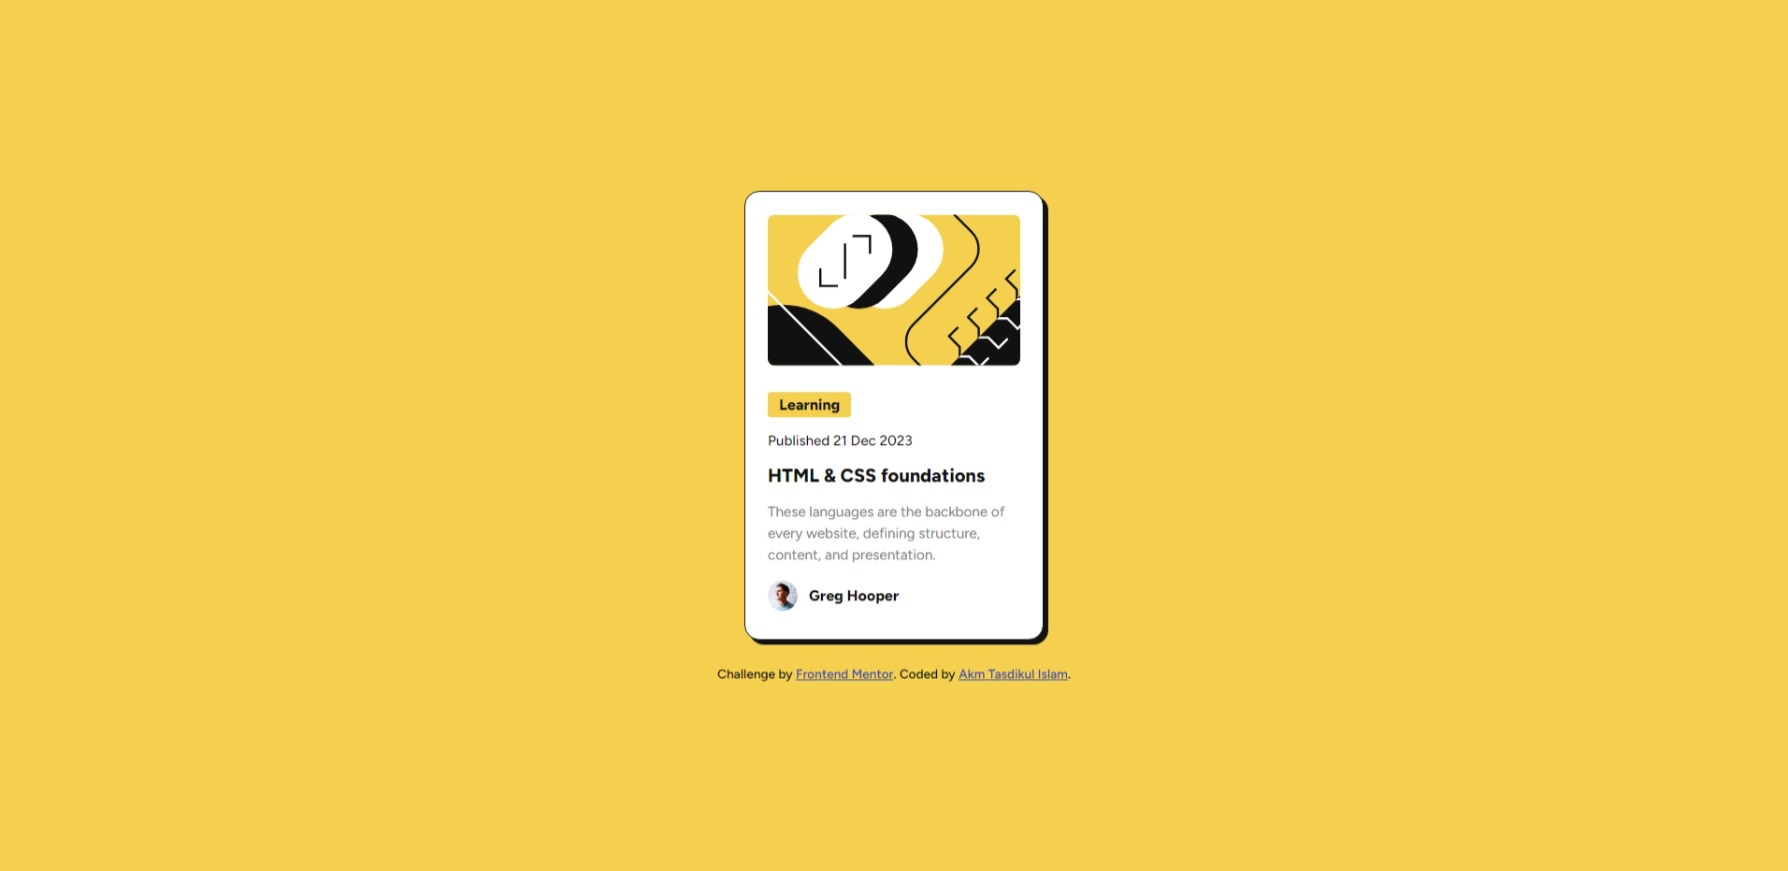 Learning
Published 21 Dec 2023
HTML & CSS foundations
These languages are the backbone of
every website, defining structure,
content, and presentation.
Greg Hooper
Challenge by Frontend Mentor. Coded by Akm Tasdikul Islam.